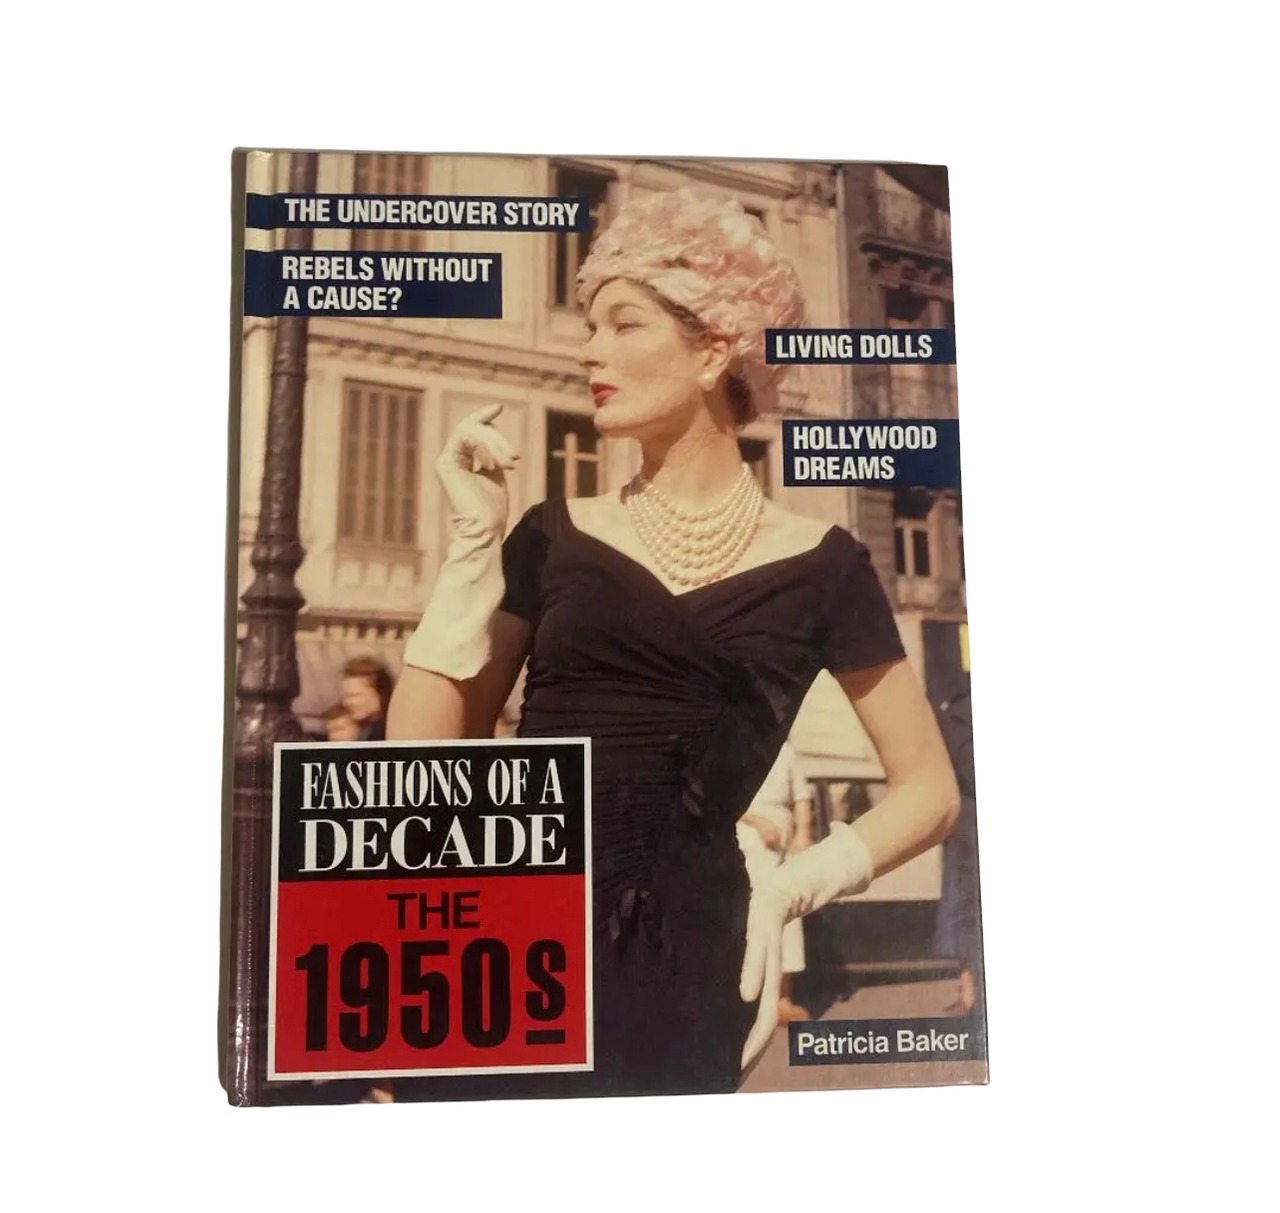 THE UNDERCOVER STORY
REBELS WITHOUT
A CAUSE?
LIVING DOLLS
HOLLYWOOD
DREAMS
FASHIONS OF A
DECADE
THE
1950s
Patricia Baker